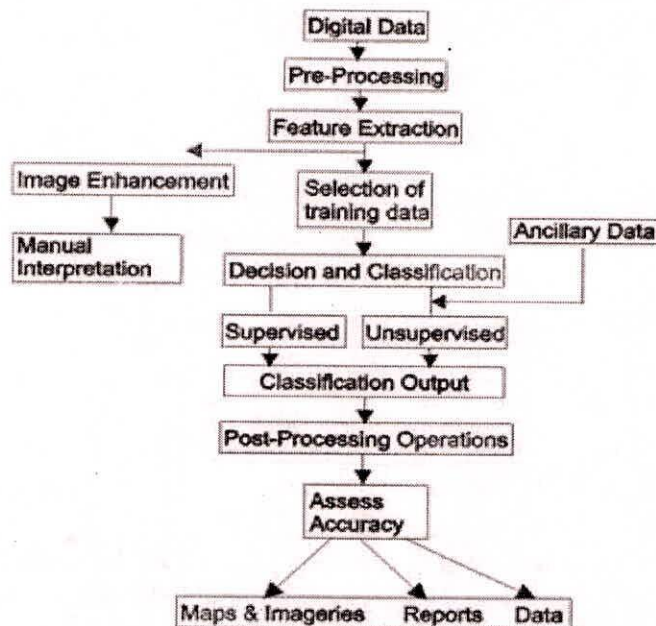 Digital Data
Pre-Processing
Feature Extraction
Image Enhancement
Selection of
training data
Manual
Interpretation
Ancillary Data
Decision and Classification
Supervised
Unsupervised
Classification Output
Post-Processing Operations
Assess
Accuracy
Maps & Imageries Reports Data